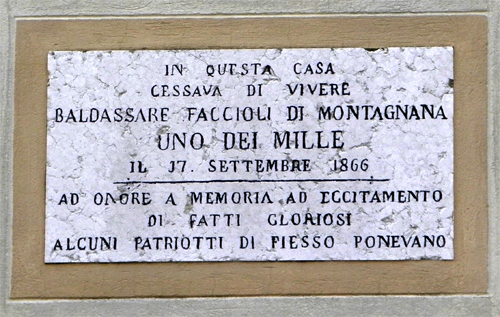 IN QUESTA CASA
CESSAVA DI VIVERE
BALDASSARE FACCIOLI DI MONTAGNANA
UNO DEI MILLE
IL 17. SETTEMBRE 1866
AD ONORE A MEMORIA AD ECCITAMENTO
DI FATTI GLORIOSI
ALCUNI PATRIOTTI DI FIESSO PONEVANO